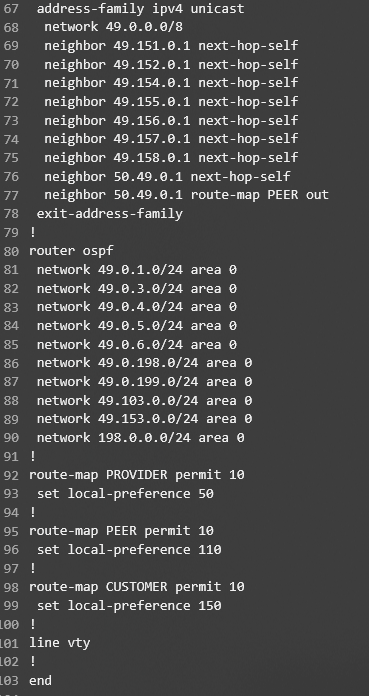 67 address-family ipv4 unicast
68 network 49.0.0.0/8
69 neighbor 49.151.0.1 next-hop-self
70 neighbor 49.152.0.1 next-hop-self
71 neighbor 49.154.0.1 next-hop-self
72 neighbor 49.155.0.1 next-hop-self
73 neighbor 49.156.0.1 next-hop-self
74 neighbor 49.157.0.1 next-hop-self
75 neighbor 49.158.0.1 next-hop-self
76 neighbor 50.49.0.1 next-hop-self
77 neighbor 50.49.0.1 route-map PEER out
78 exit-address-family
79 !
80 router ospf
81 network 49.0.1.0/24 area 0
82 network 49.0.3.0/24 area 0
83 network 49.0.4.0/24 area 0
84 network 49.0.5.0/24 area 0
85 network 49.0.6.0/24 area 0
86 network 49.0.198.0/24 area 0
87 network 49.0.199.0/24 area 0
88 network 49.103.0.0/24 area 0
89 network 49.153.0.0/24 area 0
90 network 198.0.0.0/24 area 0
91 !
92 route-map PROVIDER permit 10
93 set local-preference 50
94 !
95 route-map PEER permit 10
96 set local-preference 110
97 !
98 route-map CUSTOMER permit 10
99 set local-preference 150
100 !
101 line vty
102 !
103 end